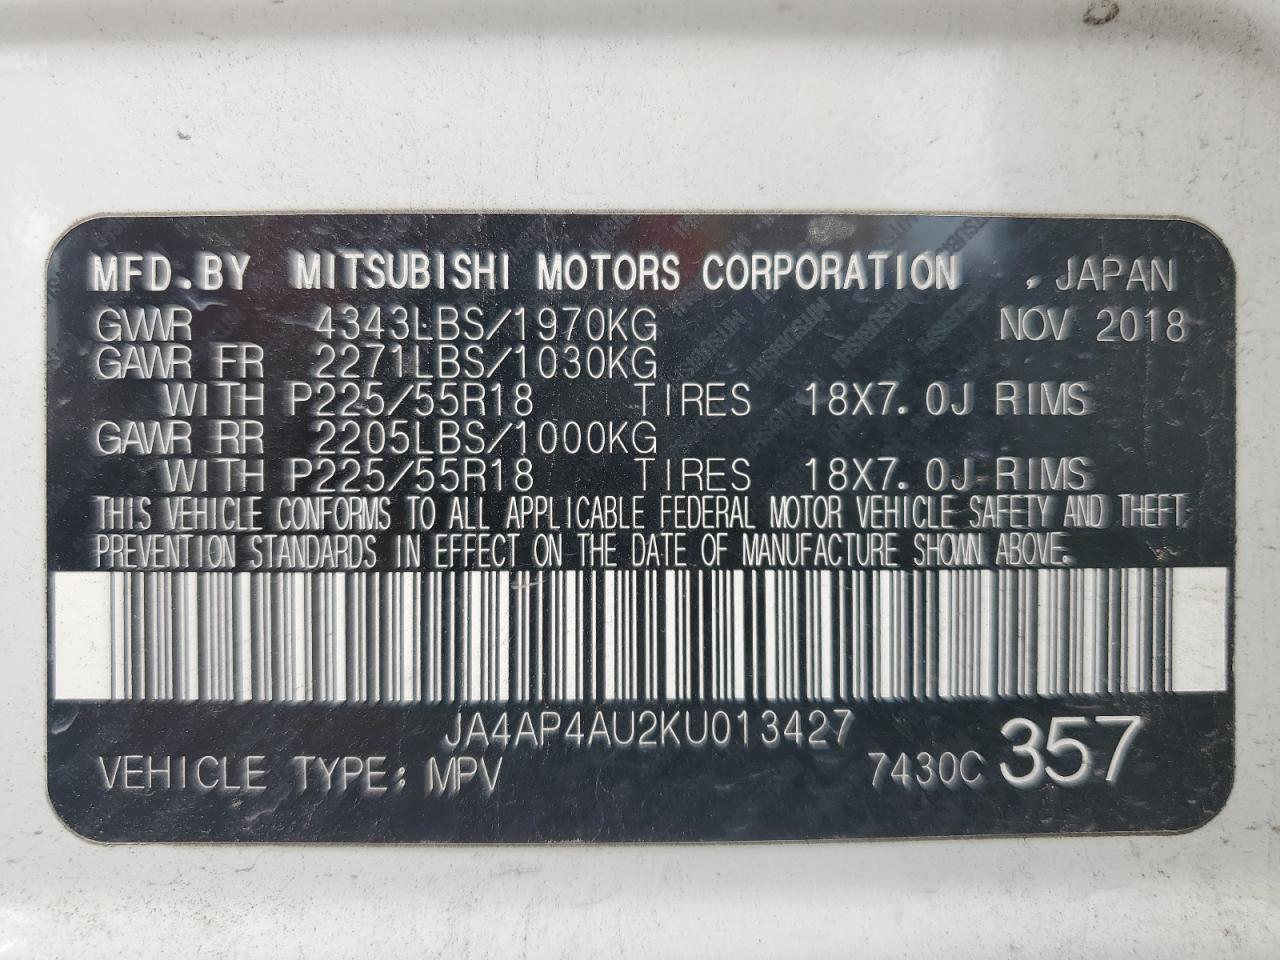 MFD.BY MITSUBISHI MOTORS CORPORATION , JAPAN
GVWR 4343LBS/1970KG NOV 2018
GAWR FR 2271LBS/1030KG
WITH P225/55R18 TIRES 18X7.0J RIMS
GAWR RR 2205LBS/1000KG
WITH P225/55R18 TIRES 18X7.0J RIMS
THIS VEHICLE CONFORMS TO ALL APPLICABLE FEDERAL MOTOR VEHICLE SAFETY AND THEFT
PREVENTION STANDARDS IN EFFECT ON THE DATE OF MANUFACTURE SHOWN ABOVE.
JA4AP4AU2KU013427
VEHICLE TYPE: MPV 7430C 357